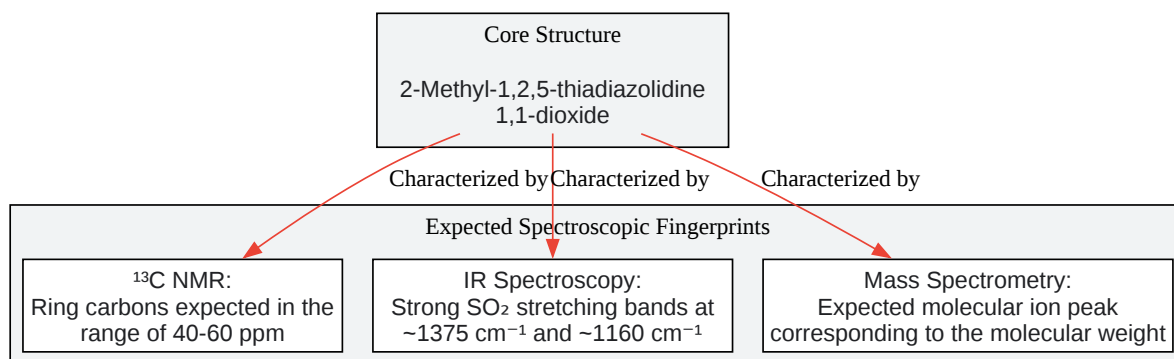 Core Structure
2-Methyl-1,2,5-thiadiazolidine
1,1-dioxide
Characterized by
Characterized by
Characterized by
Expected Spectroscopic Fingerprints
¹³C NMR:
Ring carbons expected in the
range of 40-60 ppm
IR Spectroscopy:
Strong SO₂ stretching bands at
~1375 cm⁻¹ and ~1160 cm⁻¹
Mass Spectrometry:
Expected molecular ion peak
corresponding to the molecular weight